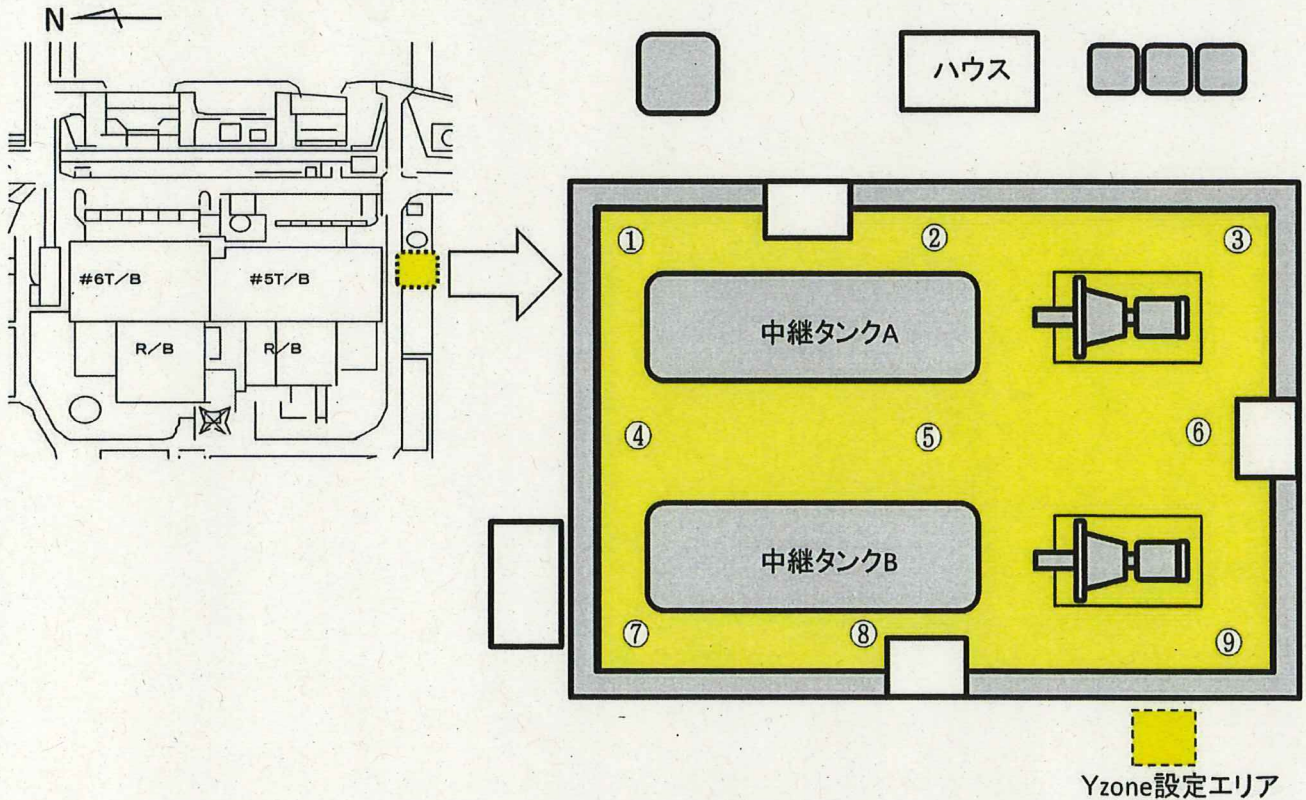 N
#6T/B
#5T/B
R/B
R/B
ハウス
①
②
③
中継タンクA
④
⑤
⑥
中継タンクB
⑦
⑧
⑨
Yzone設定エリア